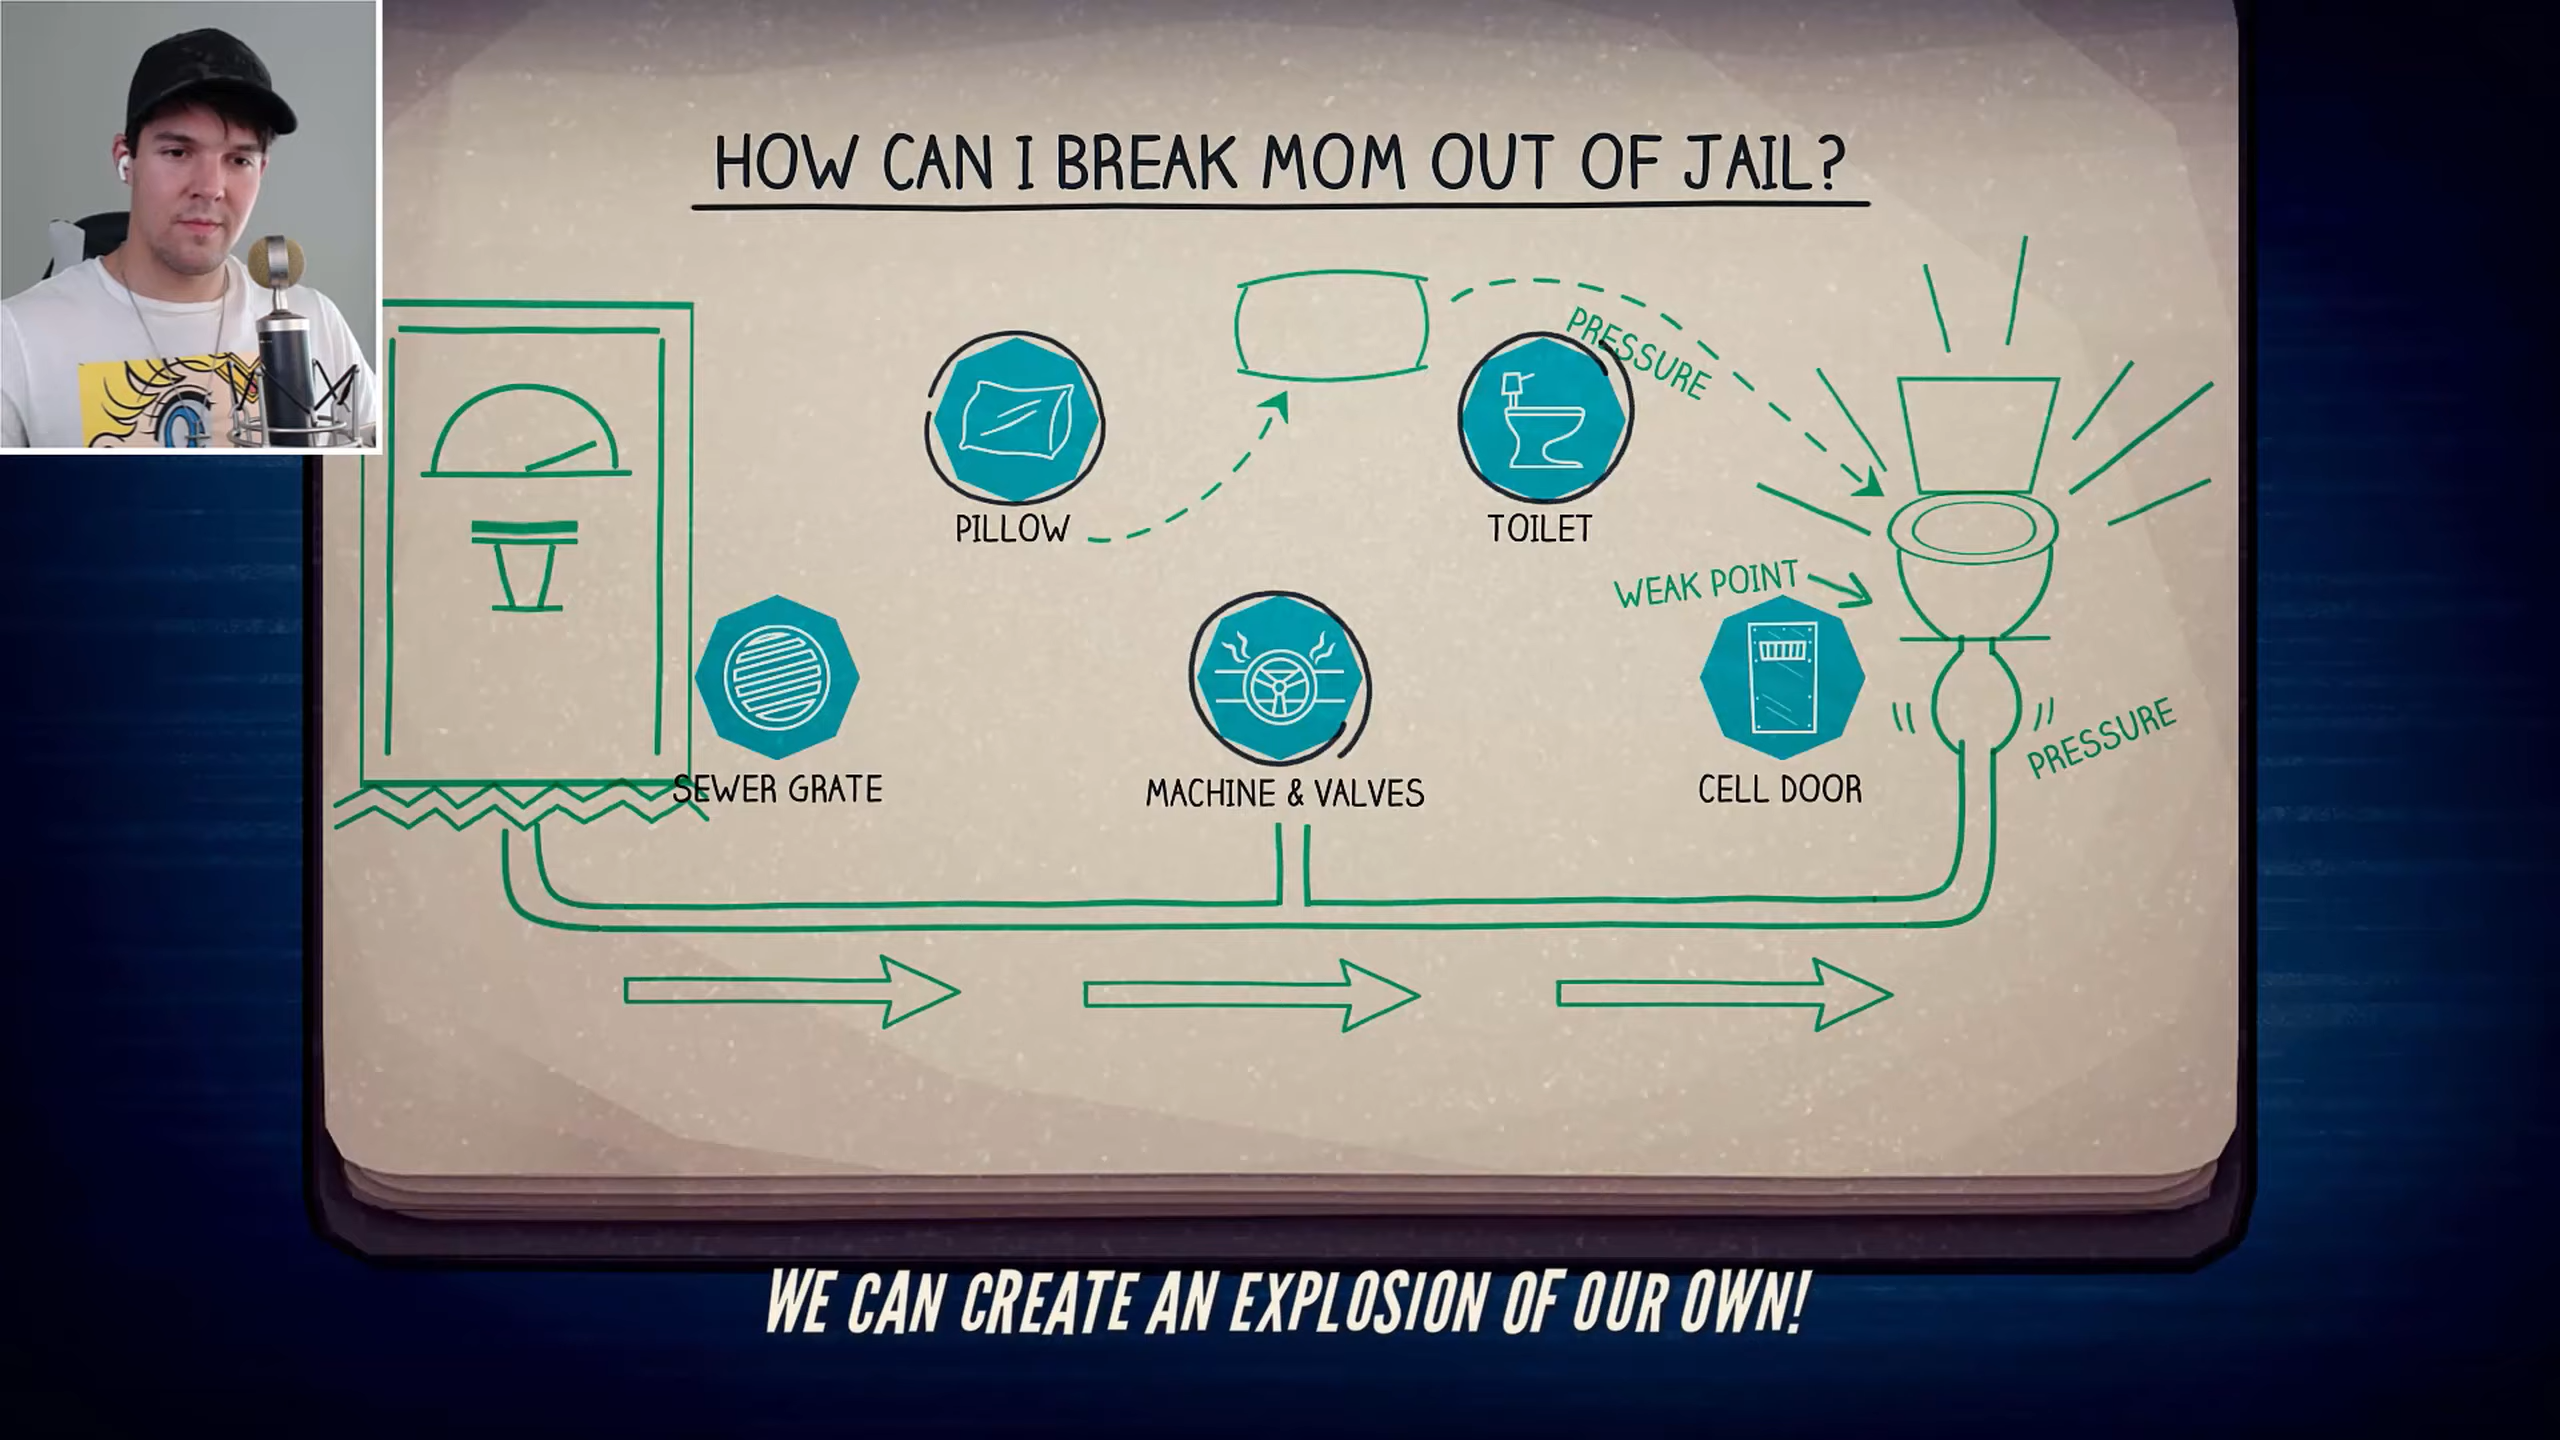 HOW CAN I BREAK MOM OUT OF JAIL?
PRESSURE
PILLOW
TOILET
WEAK POINT
PRESSURE
SEWER GRATE
MACHINE & VALVES
CELL DOOR
WE CAN CREATE AN EXPLOSION OF OUR OWN!